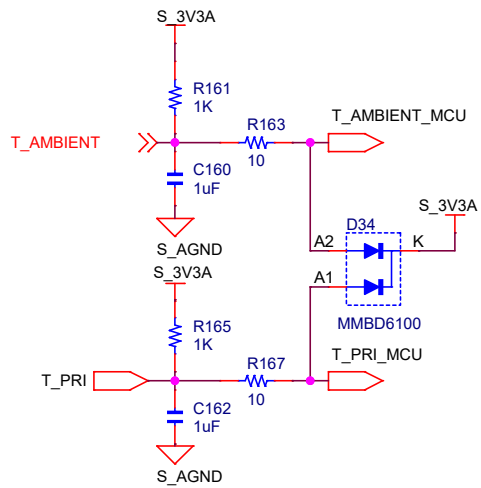 S_3V3A
R161
1K
R163
T_AMBIENT_MCU
T_AMBIENT
10
C160
1uF
S_3V3A
D34
S_AGND
A2
K
S_3V3A
A1
MMBD6100
R165
1K
R167
T_PRI_MCU
T_PRI
10
C162
1uF
S_AGND